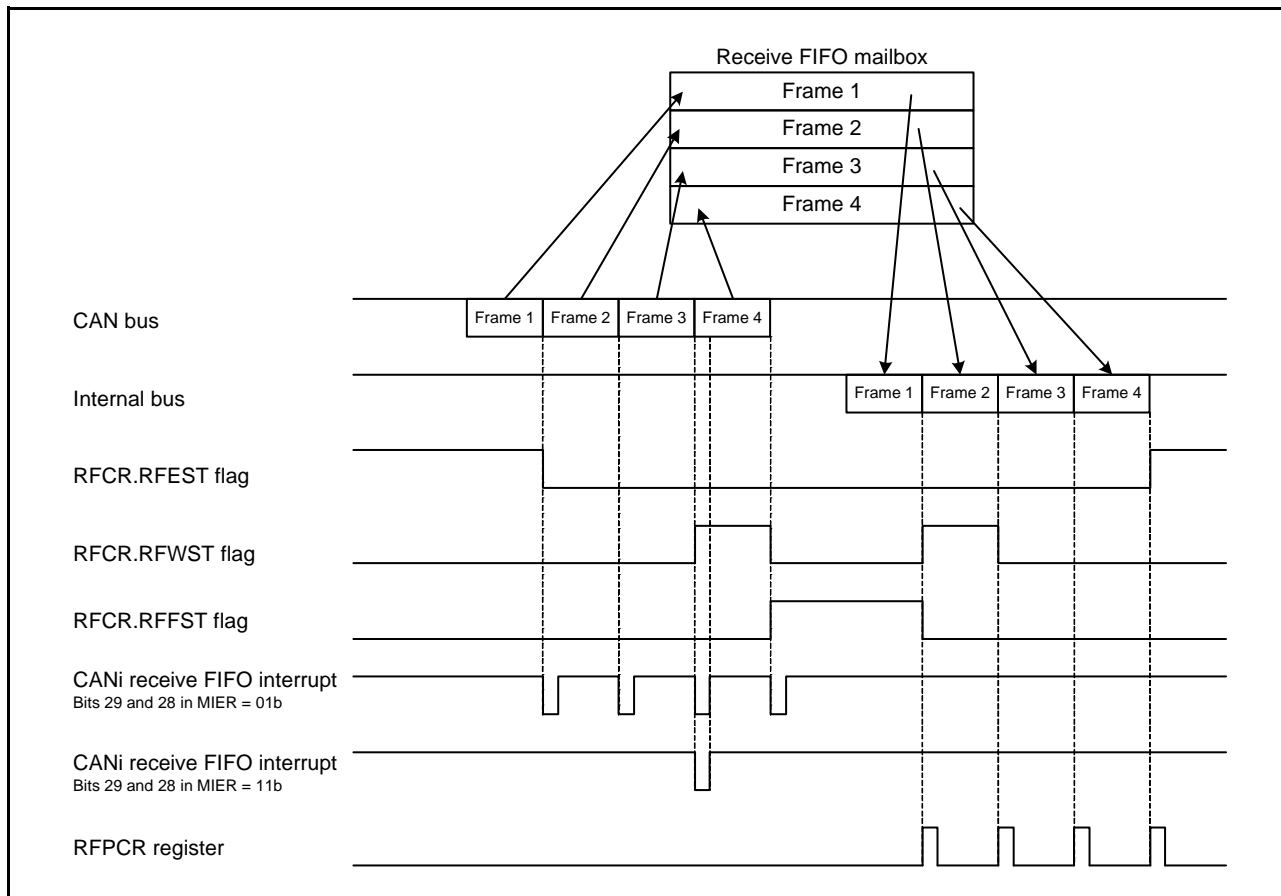 Receive FIFO mailbox
Frame 1
Frame 2
Frame 3
Frame 4
CAN bus
Frame 1 Frame 2 Frame 3 Frame 4
Internal bus
Frame 1 Frame 2 Frame 3 Frame 4
RFCR.RFEST flag
RFCR.RFWST flag
RFCR.RFFST flag
CANi receive FIFO interrupt
Bits 29 and 28 in MIER = 01b
CANi receive FIFO interrupt
Bits 29 and 28 in MIER = 11b
RFPCR register